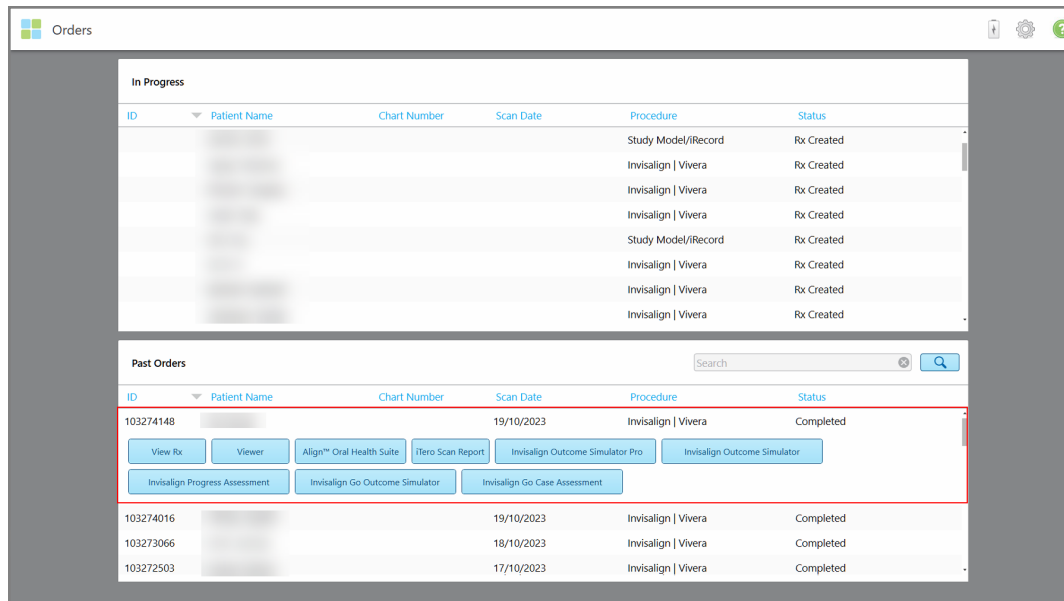 Orders
?
In Progress
ID Patient Name Chart Number Scan Date Procedure Status
Study Model/iRecord Rx Created
Invisalign | Vivera Rx Created
Invisalign | Vivera Rx Created
Invisalign | Vivera Rx Created
Study Model/iRecord Rx Created
Invisalign | Vivera Rx Created
Invisalign | Vivera Rx Created
Invisalign | Vivera Rx Created
Past Orders Search
ID Patient Name Chart Number Scan Date Procedure Status
103274148 19/10/2023 Invisalign | Vivera Completed
View Rx Viewer Align™ Oral Health Suite iTero Scan Report Invisalign Outcome Simulator Pro Invisalign Outcome Simulator
Invisalign Progress Assessment Invisalign Go Outcome Simulator Invisalign Go Case Assessment
103274016 19/10/2023 Invisalign | Vivera Completed
103273066 18/10/2023 Invisalign | Vivera Completed
103272503 17/10/2023 Invisalign | Vivera Completed